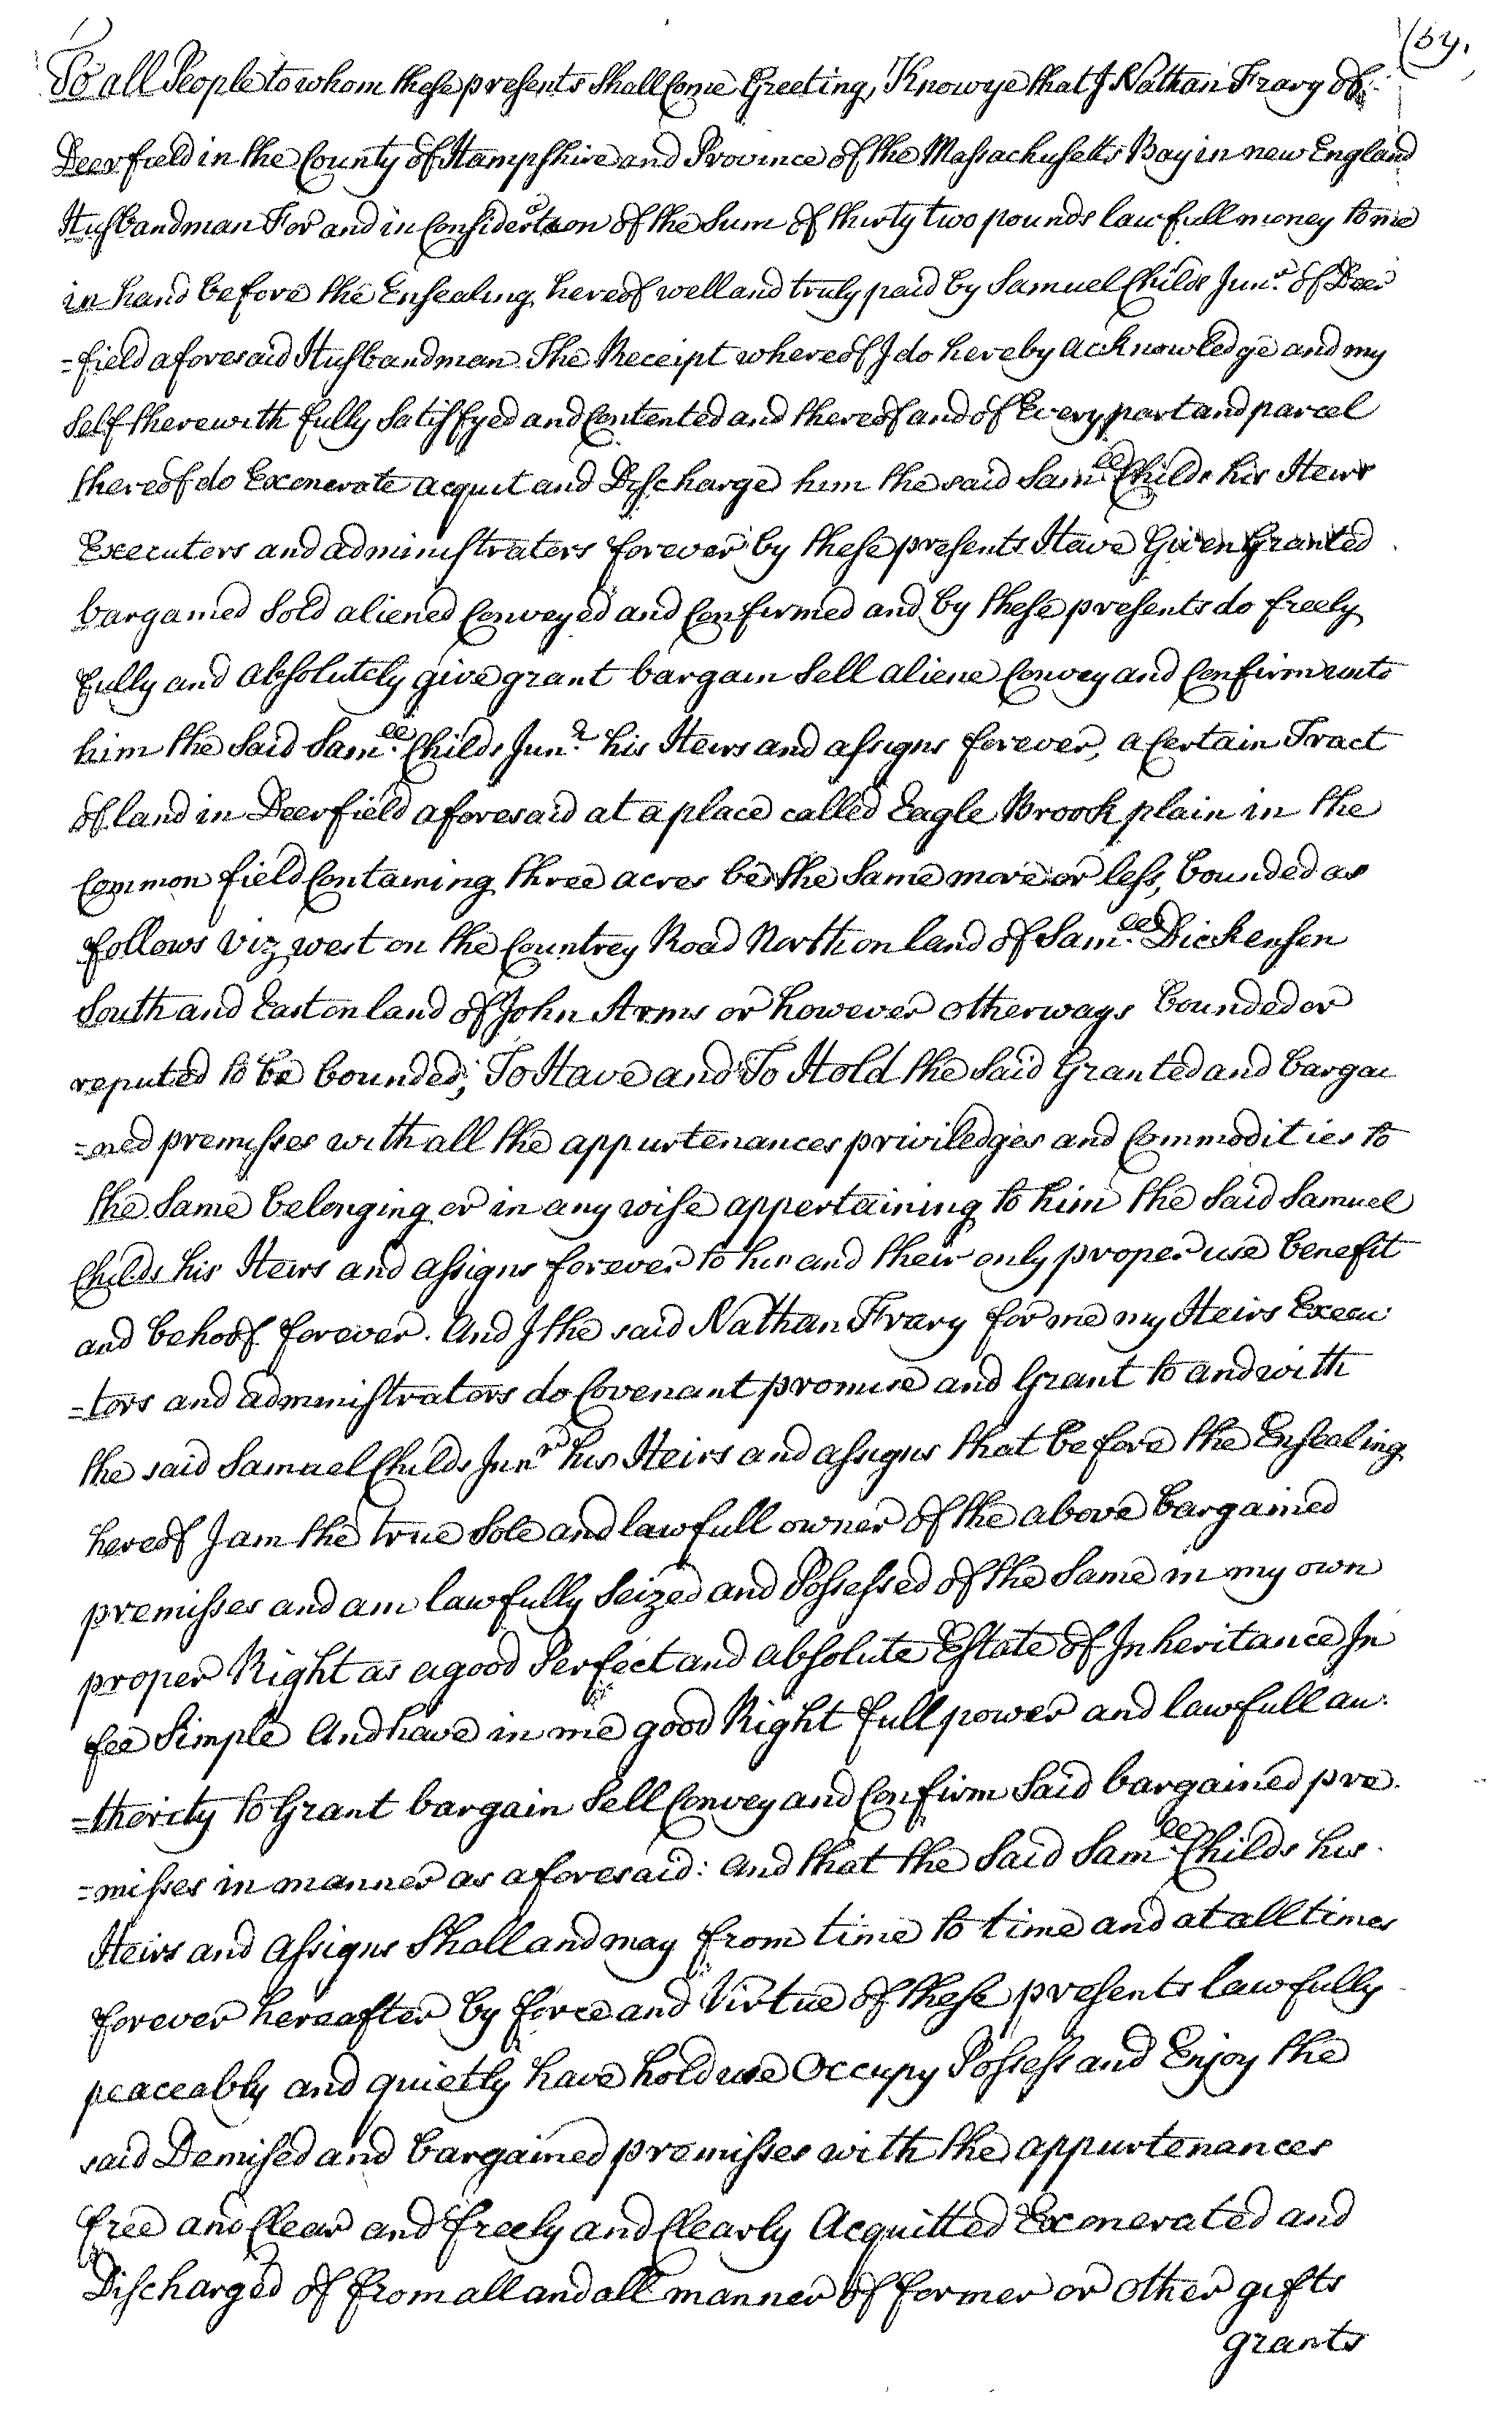 To all People to whom these presents Shall Come Greeting, Know ye that I Nathan Frary of
Deerfield in the County of Hampshire and Province of the Massachusetts Bay in new England
Husbandman For and in Consideration of the Sum of thirty two pounds lawfull money to me
in hand before the Ensealing hereof well and truly paid by Samuel Childs Junr. of Deer
=field aforesaid Husbandman The Receipt whereof I do hereby acknowledge and my
Self therewith fully Satisfyed and Contented and thereof and of Every part and parcel
thereof do Exonerate acquit and Discharge him the said Samll. Childs his Heirs
Executers and administraters forever by these presents Have Given Granted
bargained Sold aliened Conveyed and Confirmed and by these presents do freely
fully and absolutely give grant bargain Sell aliene Convey and Confirm unto
him the Said Samll. Childs Junr. his Heirs and assigns forever, a Certain Tract
of land in Deerfield aforesaid at a place called Eagle Brook plain in the
Common field Containing three acres be the Same more or less, bounded as
follows viz west on the Countrey Road North on land of Samll. Dickensen
South and East on land of John Arms or however otherways bounded or
reputed to be bounded; To Have and To Hold the Said Granted and bargai
=ned premisses with all the appurtenances priviledges and Commodities to
the Same belonging or in any wise appertaining to him the Said Samuel
Childs his Heirs and assigns forever to his and their only proper use benefit
and behoof forever. And I the said Nathan Frary for me my Heirs Execu
=tors and administrators do Covenant promise and Grant to and with
the said Samuel Childs Junr his Heirs and assigns that before the Ensealing
hereof I am the true Sole and lawfull owner of the above bargained
premisses and am lawfully Seized and Possessed of the Same in my own
proper Right as a good Perfect and absolute Estate of Inheritance In
fee Simple And have in me good Right full power and lawfull au
=thority to Grant bargain Sell Convey and Confirm Said bargained pre
=misses in manner as aforesaid: and that the Said Samll Childs his
Heirs and assigns Shall and may from time to time and at all times
forever hereafter by force and Virtue of these presents lawfully
peaceably and quietly have hold use Occupy Possess and Enjoy the
said Demised and bargained premisses with the appurtenances
free and Clear and freely and Clearly Acquitted Exonerated and
Discharged of from all and all manner of former or other gifts
grants